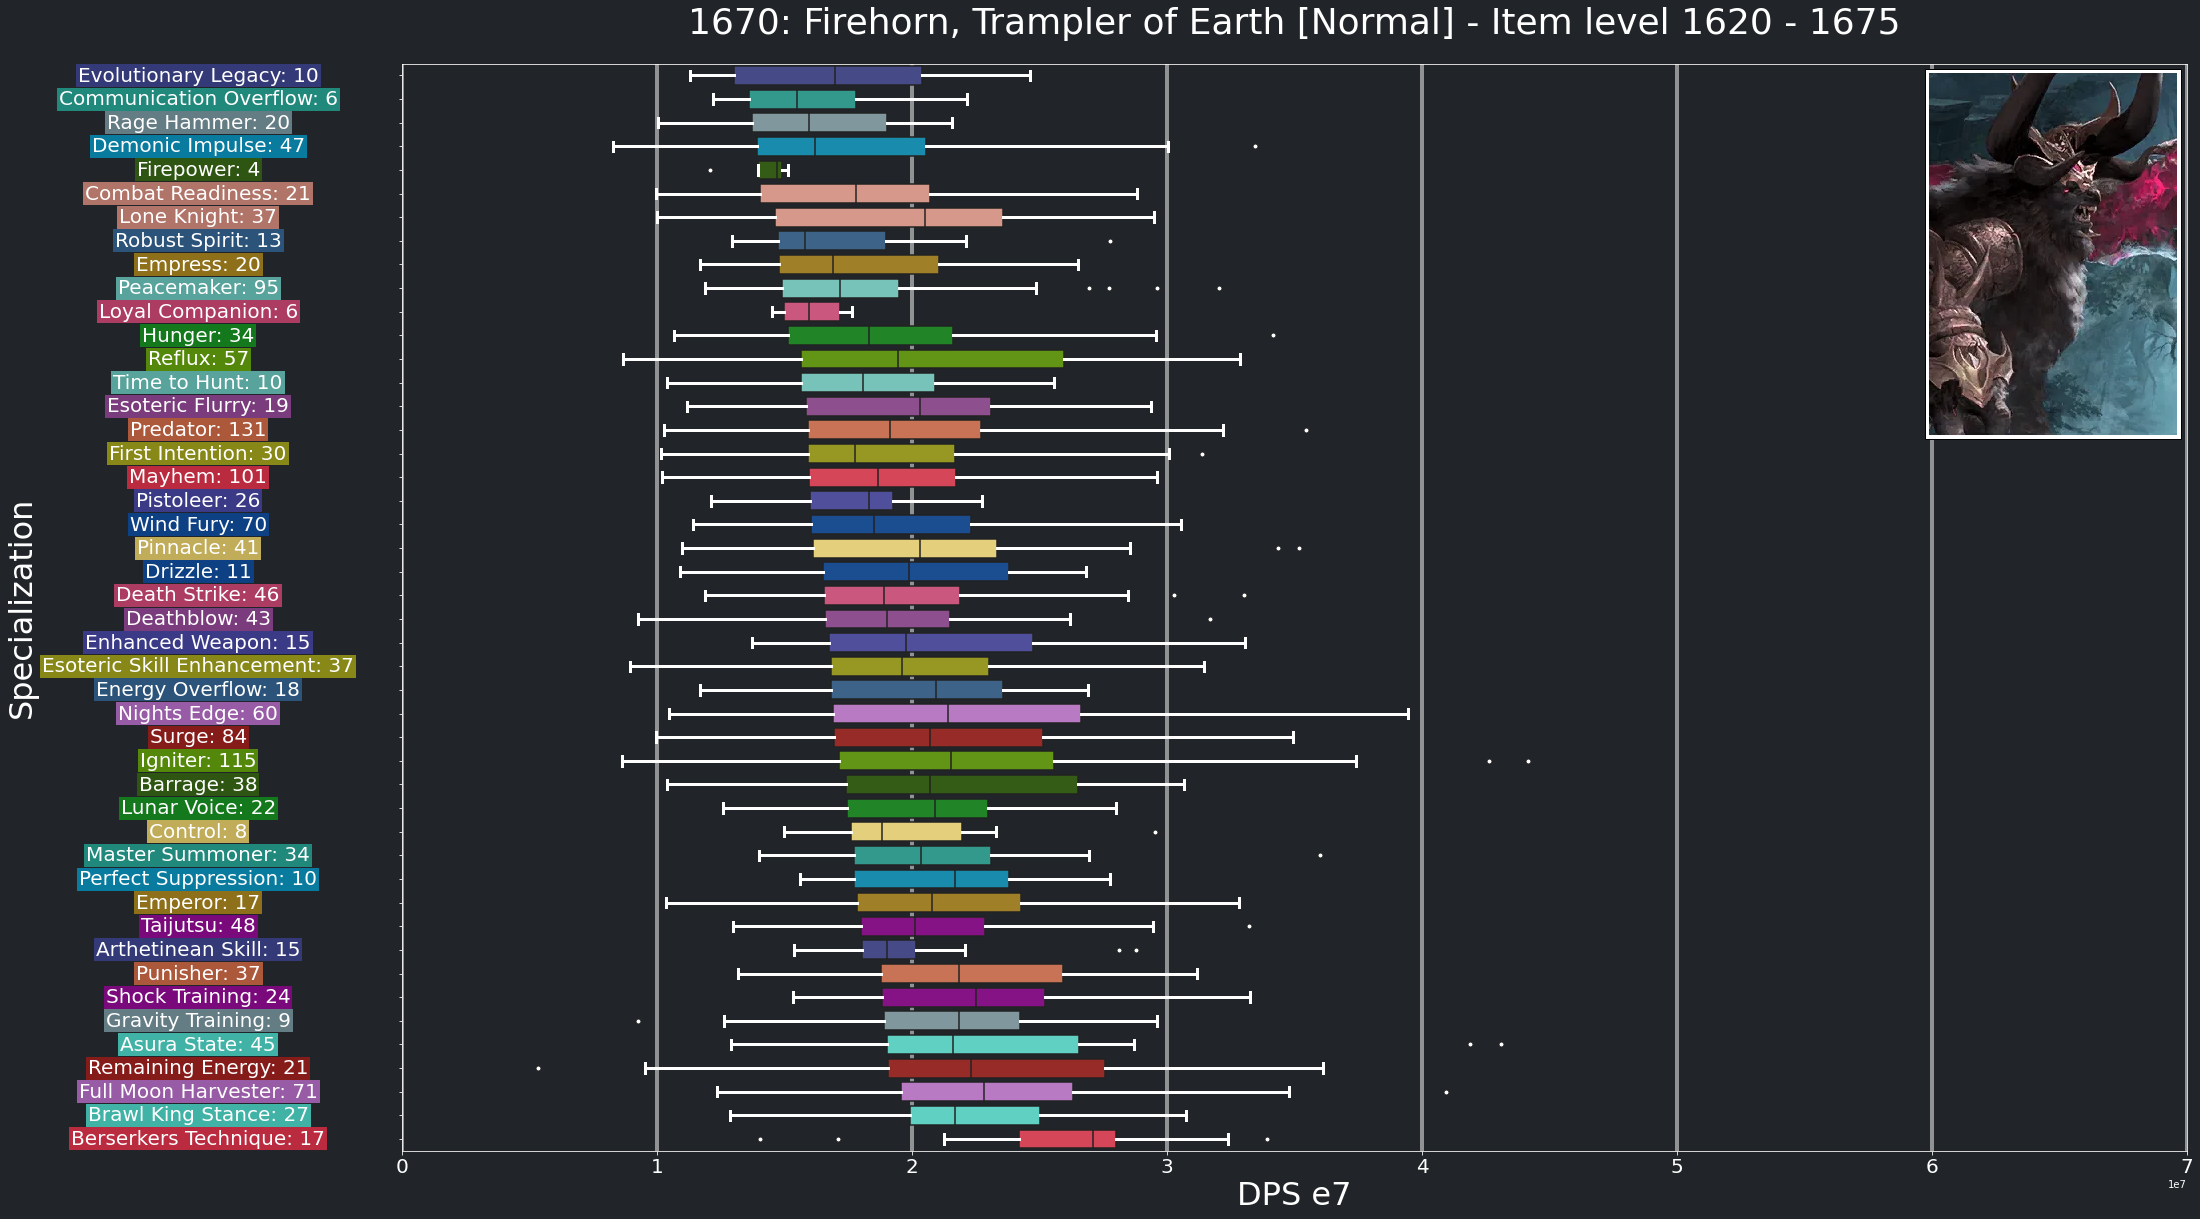 1670: Firehorn, Trampler of Earth [Normal] - Item level 1620 - 1675
Specialization
Evolutionary Legacy: 10
Communication Overflow: 6
Rage Hammer: 20
Demonic Impulse: 47
Firepower: 4
Combat Readiness: 21
Lone Knight: 37
Robust Spirit: 13
Empress: 20
Peacemaker: 95
Loyal Companion: 6
Hunger: 34
Reflux: 57
Time to Hunt: 10
Esoteric Flurry: 19
Predator: 131
First Intention: 30
Mayhem: 101
Pistoleer: 26
Wind Fury: 70
Pinnacle: 41
Drizzle: 11
Death Strike: 46
Deathblow: 43
Enhanced Weapon: 15
Esoteric Skill Enhancement: 37
Energy Overflow: 18
Nights Edge: 60
Surge: 84
Igniter: 115
Barrage: 38
Lunar Voice: 22
Control: 8
Master Summoner: 34
Perfect Suppression: 10
Emperor: 17
Taijutsu: 48
Arthetinean Skill: 15
Punisher: 37
Shock Training: 24
Gravity Training: 9
Asura State: 45
Remaining Energy: 21
Full Moon Harvester: 71
Brawl King Stance: 27
Berserkers Technique: 17
0 1 2 3 4 5 6 7
1e7
DPS e7